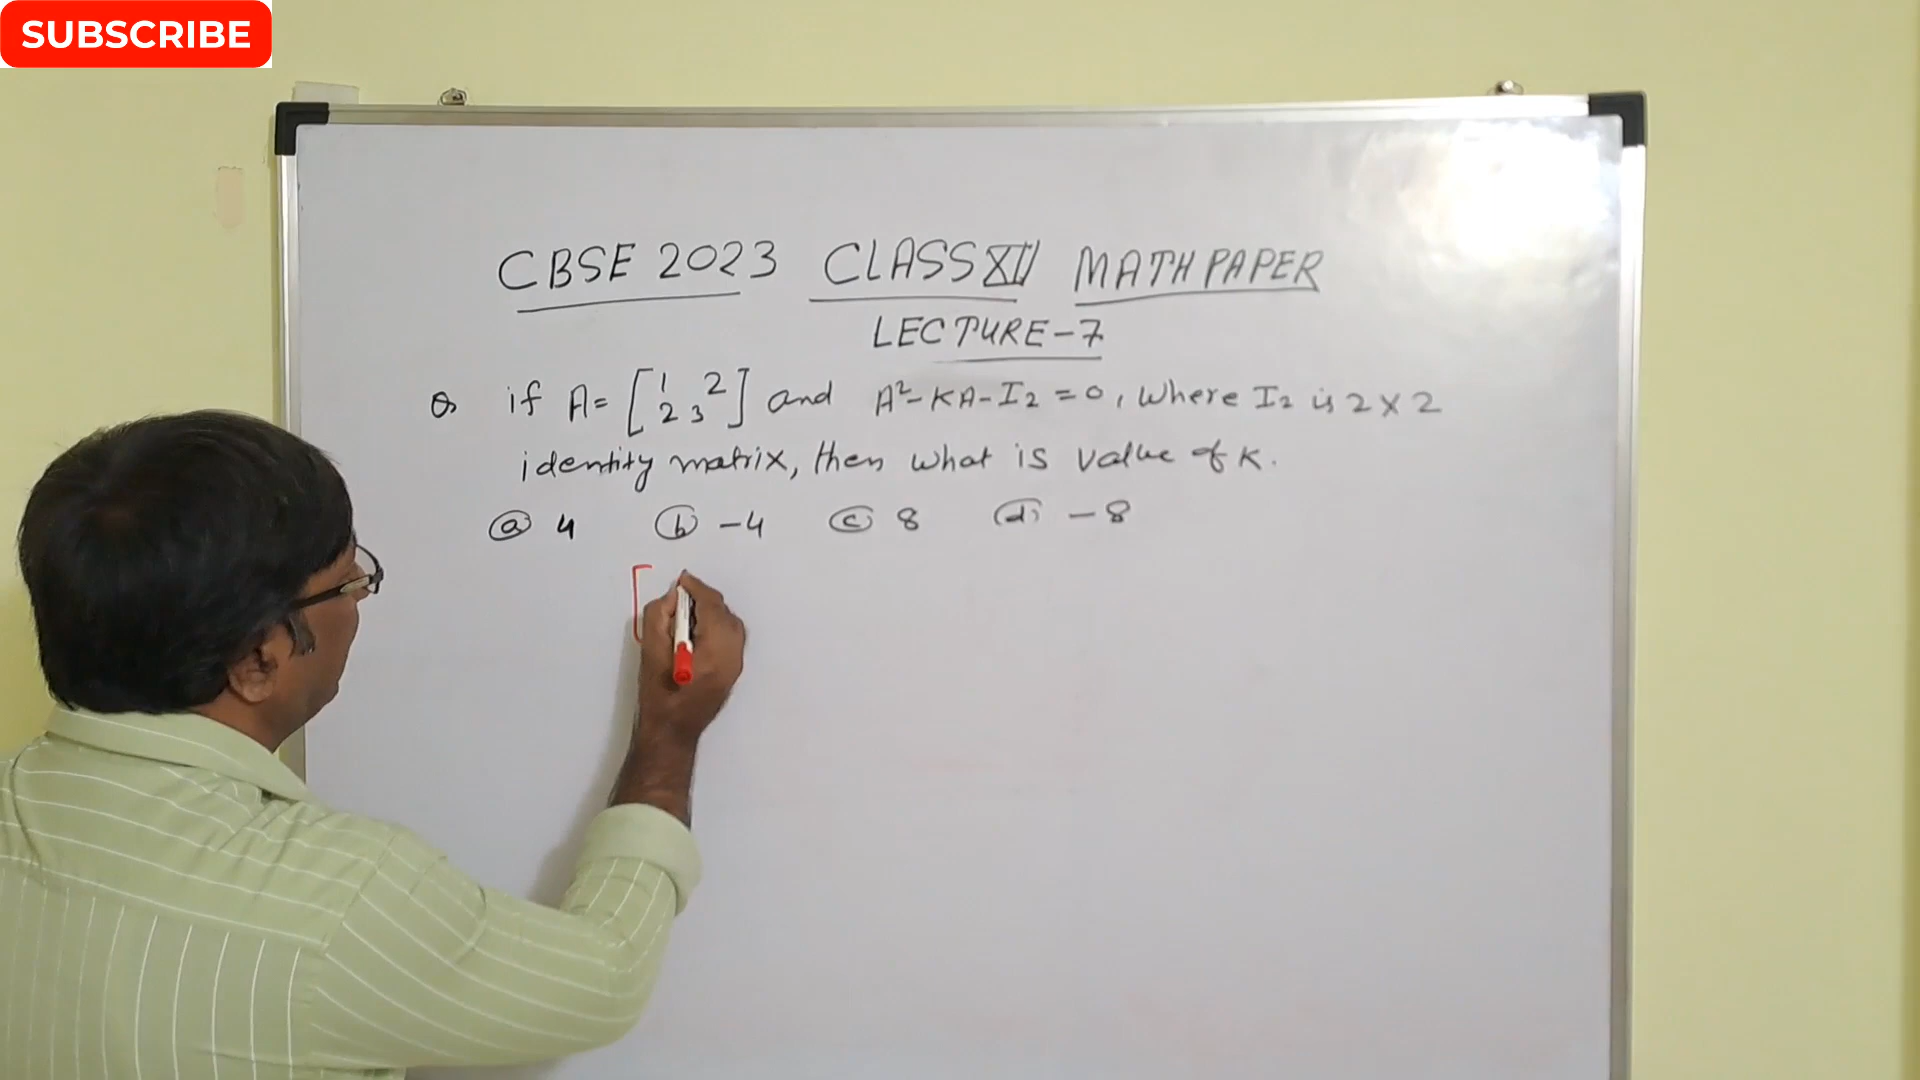 SUBSCRIBE
CBSE 2023 CLASS XII MATH PAPER
LECTURE-7
Q if A = [1 2 2 3] and A²-KA-I2 = 0, Where I2 is 2 X 2
identity matrix, then what is value of K.
(a) 4 (b) -4 (c) 8 (d) -8